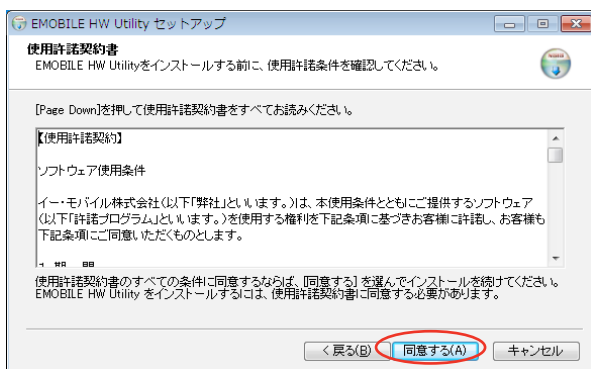 EMOBILE HW Utility セットアップ
使用許諾契約書
EMOBILE HW Utilityをインストールする前に、使用許諾条件を確認してください。
[Page Down]を押して使用許諾契約書をすべてお読みください。
【使用許諾契約】
ソフトウェア使用条件
イー・モバイル株式会社(以下「弊社」といいます。)は、本使用条件とともにご提供するソフトウェア
(以下「許諾プログラム」といいます。)を使用する権利を下記条項に基づきお客様に許諾し、お客様も
下記条項にご同意いただくものとします。
使用許諾契約書のすべての条件に同意するならば、[同意する] を選んでインストールを続けてください。
EMOBILE HW Utility をインストールするには、使用許諾契約書に同意する必要があります。
< 戻る(B)
同意する(A)
キャンセル